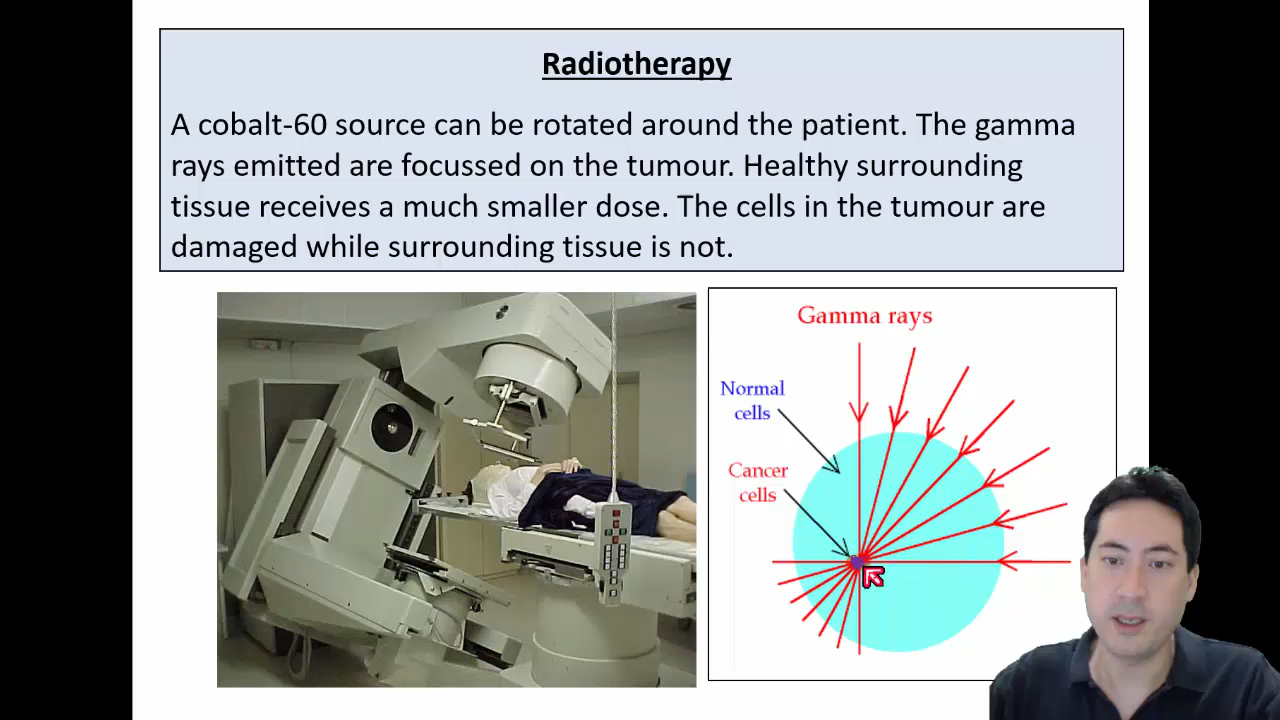 Radiotherapy
A cobalt-60 source can be rotated around the patient. The gamma
rays emitted are focussed on the tumour. Healthy surrounding
tissue receives a much smaller dose. The cells in the tumour are
damaged while surrounding tissue is not.
Gamma rays
Normal
cells
Cancer
cells